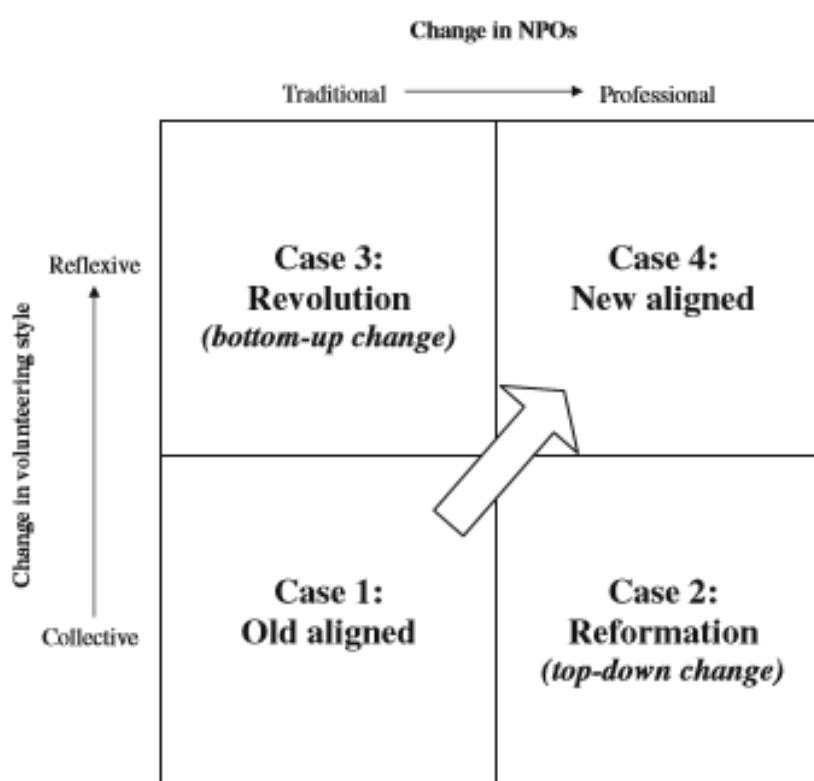 Change in NPOs
Traditional
Professional
Change in volunteering style
Reflexive
Collective
Case 3:
Revolution
(bottom-up change)
Case 4:
New aligned
Case 1:
Old aligned
Case 2:
Reformation
(top-down change)